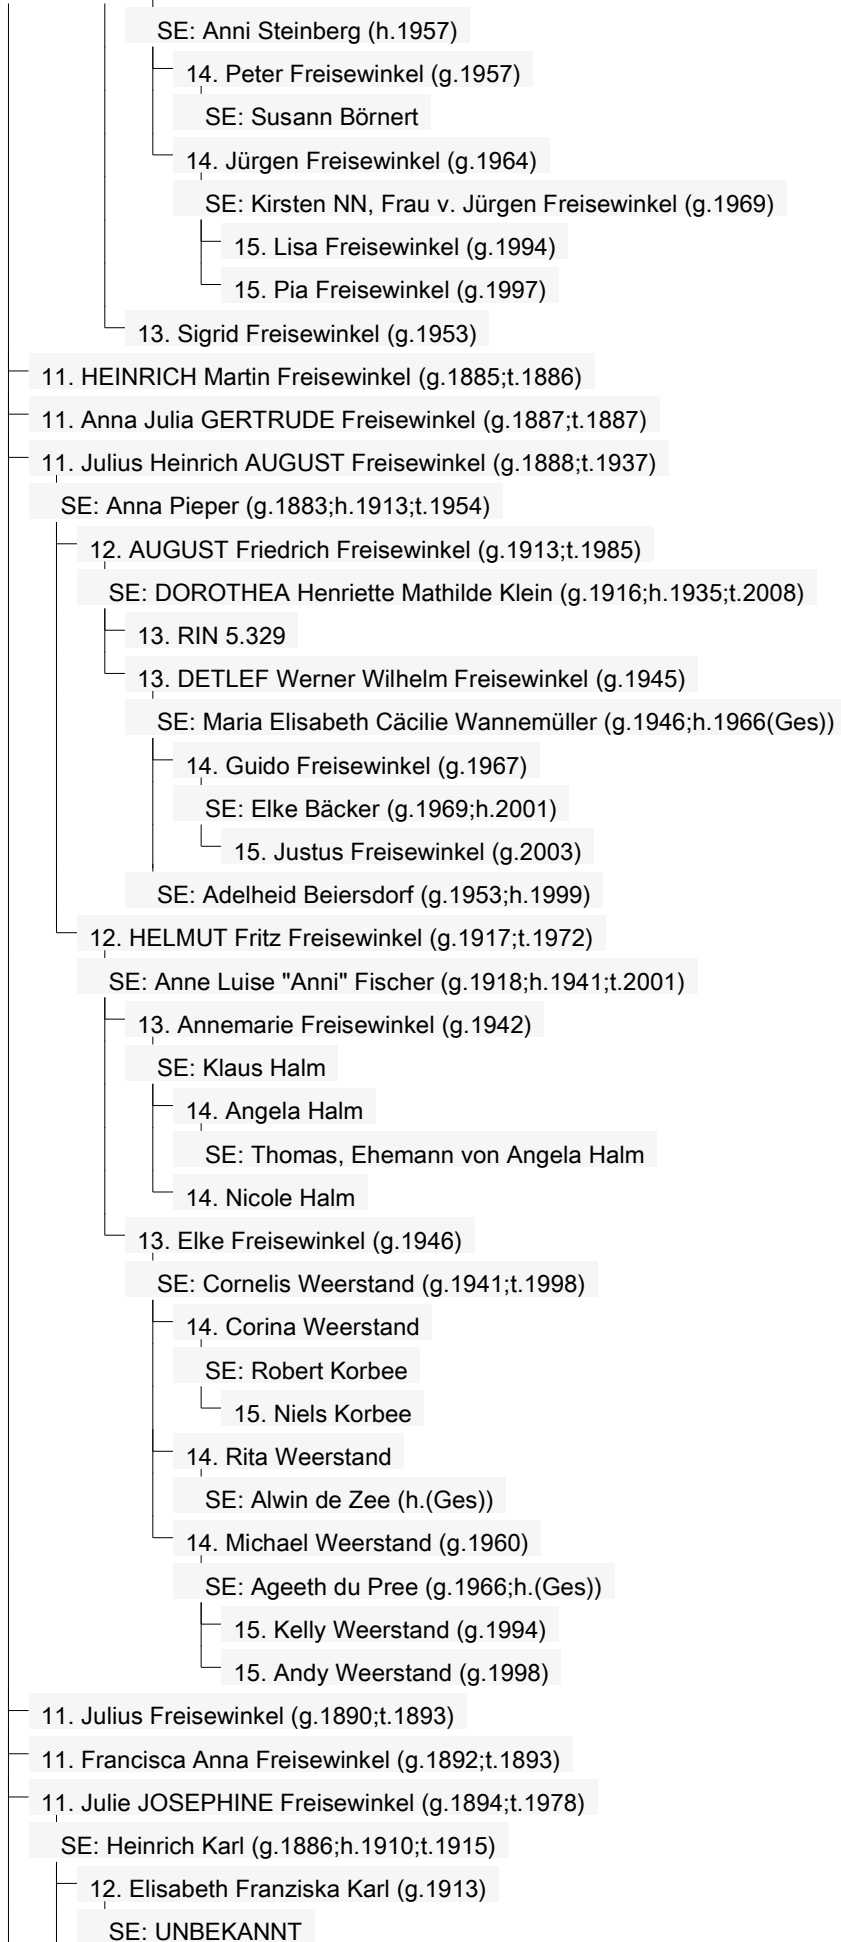 SE: Anni Steinberg (h.1957)
14. Peter Freisewinkel (g.1957)
SE: Susann Börnert
14. Jürgen Freisewinkel (g.1964)
SE: Kirsten NN, Frau v. Jürgen Freisewinkel (g.1969)
15. Lisa Freisewinkel (g.1994)
15. Pia Freisewinkel (g.1997)
13. Sigrid Freisewinkel (g.1953)
11. HEINRICH Martin Freisewinkel (g.1885;t.1886)
11. Anna Julia GERTRUDE Freisewinkel (g.1887;t.1887)
11. Julius Heinrich AUGUST Freisewinkel (g.1888;t.1937)
SE: Anna Pieper (g.1883;h.1913;t.1954)
12. AUGUST Friedrich Freisewinkel (g.1913;t.1985)
SE: DOROTHEA Henriette Mathilde Klein (g.1916;h.1935;t.2008)
13. RIN 5.329
13. DETLEF Werner Wilhelm Freisewinkel (g.1945)
SE: Maria Elisabeth Cäcilie Wannemüller (g.1946;h.1966(Ges))
14. Guido Freisewinkel (g.1967)
SE: Elke Bäcker (g.1969;h.2001)
15. Justus Freisewinkel (g.2003)
SE: Adelheid Beiersdorf (g.1953;h.1999)
12. HELMUT Fritz Freisewinkel (g.1917;t.1972)
SE: Anne Luise "Anni" Fischer (g.1918;h.1941;t.2001)
13. Annemarie Freisewinkel (g.1942)
SE: Klaus Halm
14. Angela Halm
SE: Thomas, Ehemann von Angela Halm
14. Nicole Halm
13. Elke Freisewinkel (g.1946)
SE: Cornelis Weerstand (g.1941;t.1998)
14. Corina Weerstand
SE: Robert Korbee
15. Niels Korbee
14. Rita Weerstand
SE: Alwin de Zee (h.(Ges))
14. Michael Weerstand (g.1960)
SE: Ageeth du Pree (g.1966;h.(Ges))
15. Kelly Weerstand (g.1994)
15. Andy Weerstand (g.1998)
11. Julius Freisewinkel (g.1890;t.1893)
11. Francisca Anna Freisewinkel (g.1892;t.1893)
11. Julie JOSEPHINE Freisewinkel (g.1894;t.1978)
SE: Heinrich Karl (g.1886;h.1910;t.1915)
12. Elisabeth Franziska Karl (g.1913)
SE: UNBEKANNT